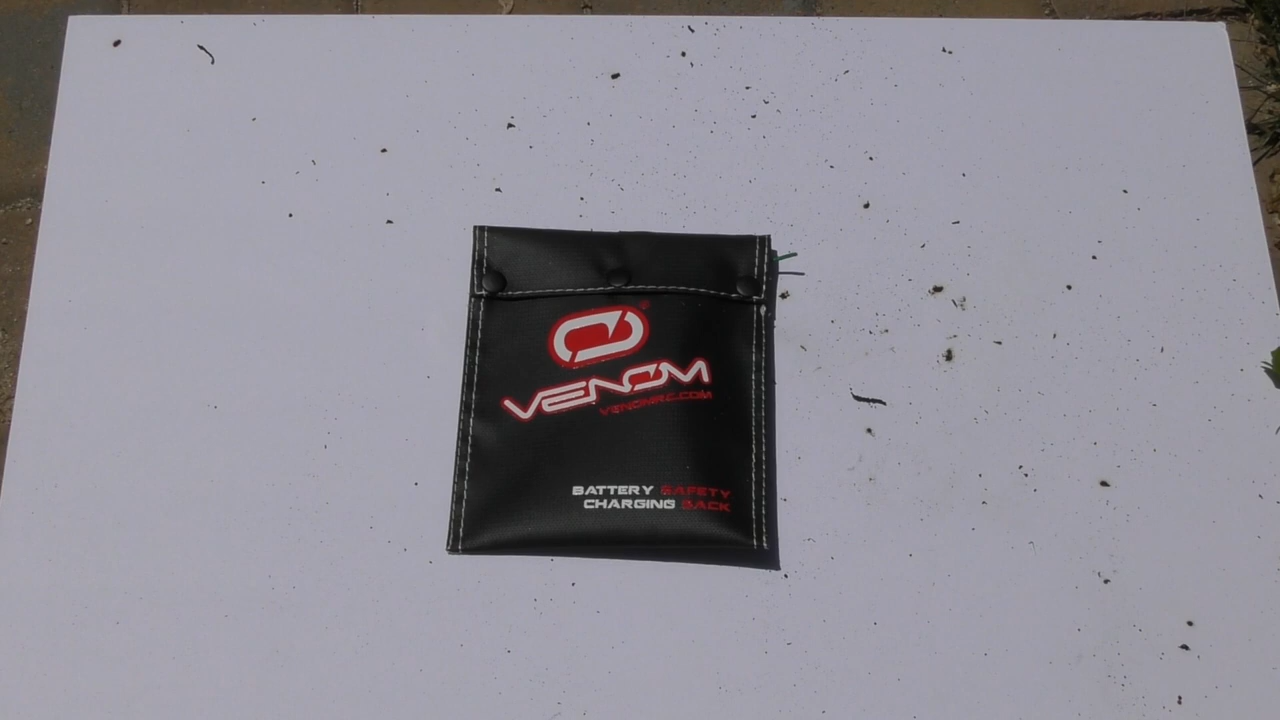 ®
VENOM
VENOMRC.COM
BATTERY SAFETY
CHARGING SACK